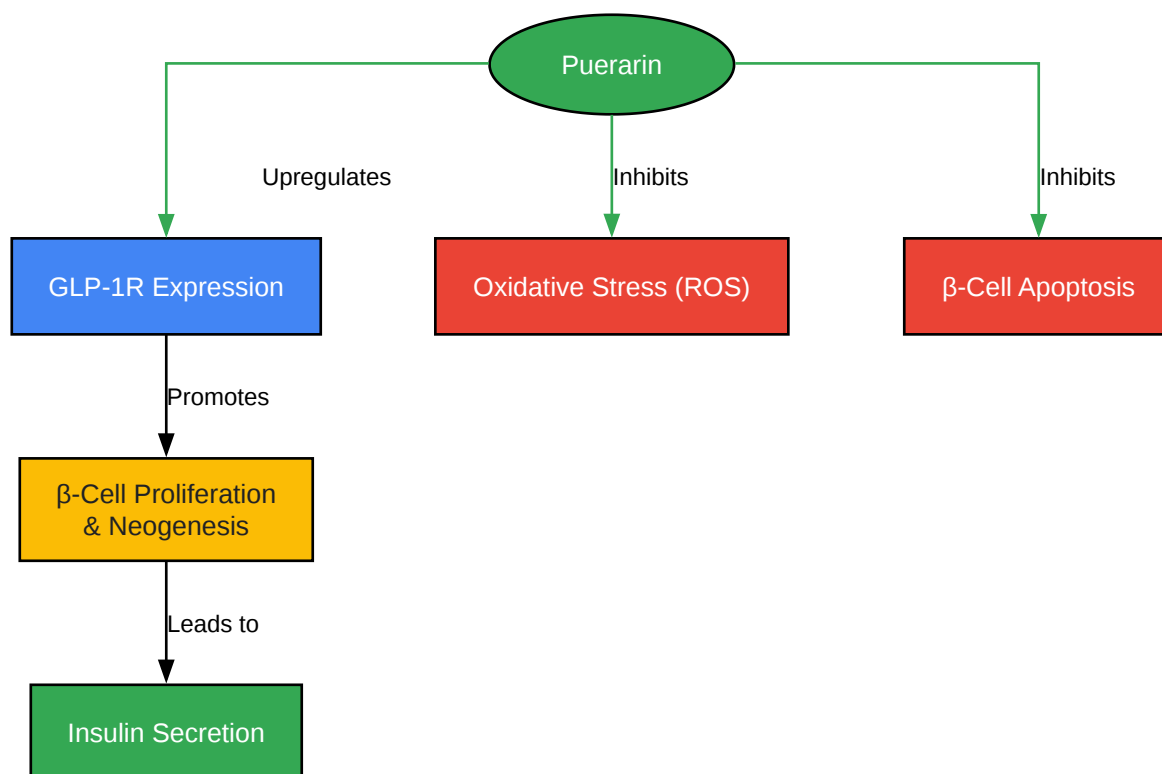 Puerarin
Upregulates
Inhibits
Inhibits
GLP-1R Expression
Oxidative Stress (ROS)
β-Cell Apoptosis
Promotes
β-Cell Proliferation
& Neogenesis
Leads to
Insulin Secretion